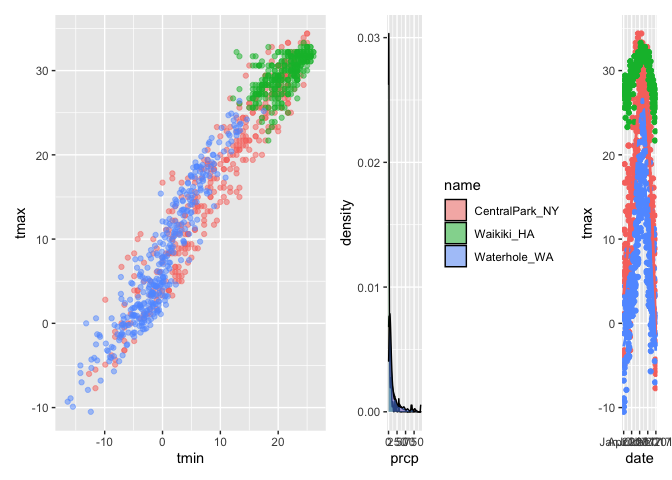 30
20
10
0
-10
tmax
-10
0
10
20
tmin
0.03
0.02
0.01
0.00
density
prcp
name
CentralPark_NY
Waikiki_HA
Waterhole_WA
30
20
10
0
-10
tmax
date